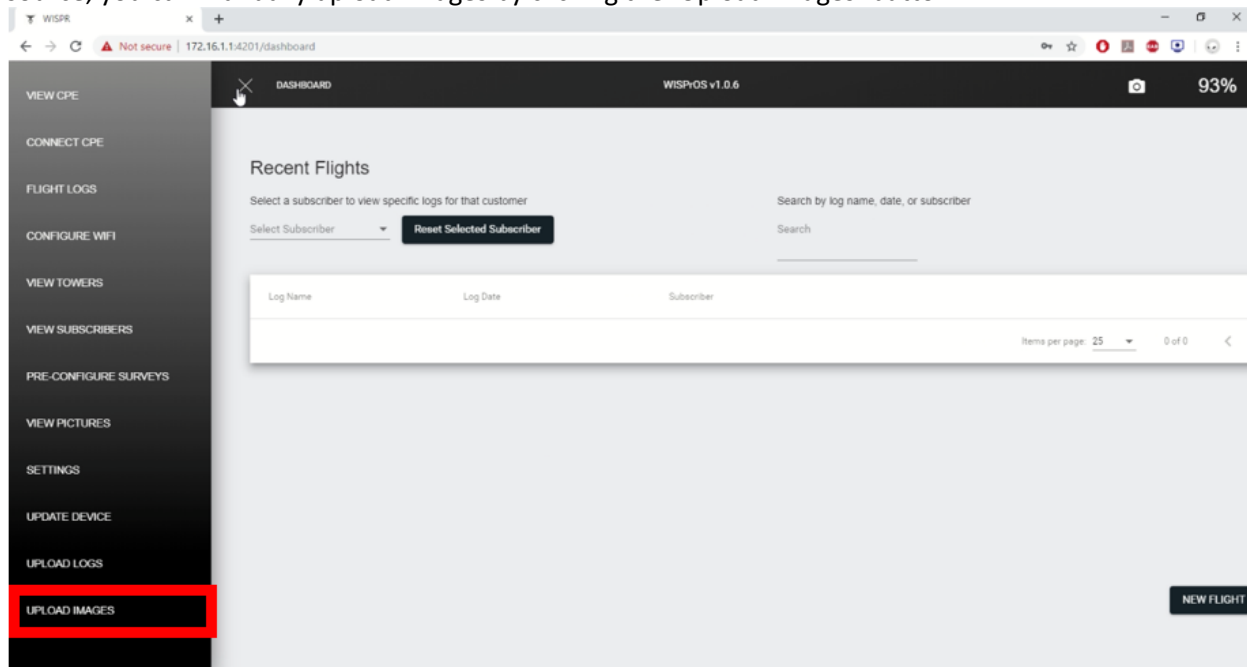 WISPR
Not secure | 172.16.1.1:4201/dashboard
DASHBOARD
WISPrOS v1.0.6
93%
VIEW CPE
CONNECT CPE
FLIGHT LOGS
CONFIGURE WIFI
VIEW TOWERS
VIEW SUBSCRIBERS
PRE-CONFIGURE SURVEYS
VIEW PICTURES
SETTINGS
UPDATE DEVICE
UPLOAD LOGS
UPLOAD IMAGES
Recent Flights
Select a subscriber to view specific logs for that customer
Search by log name, date, or subscriber
Select Subscriber
Reset Selected Subscriber
Search
Log Name Log Date Subscriber
Items per page: 25 0 of 0
NEW FLIGHT